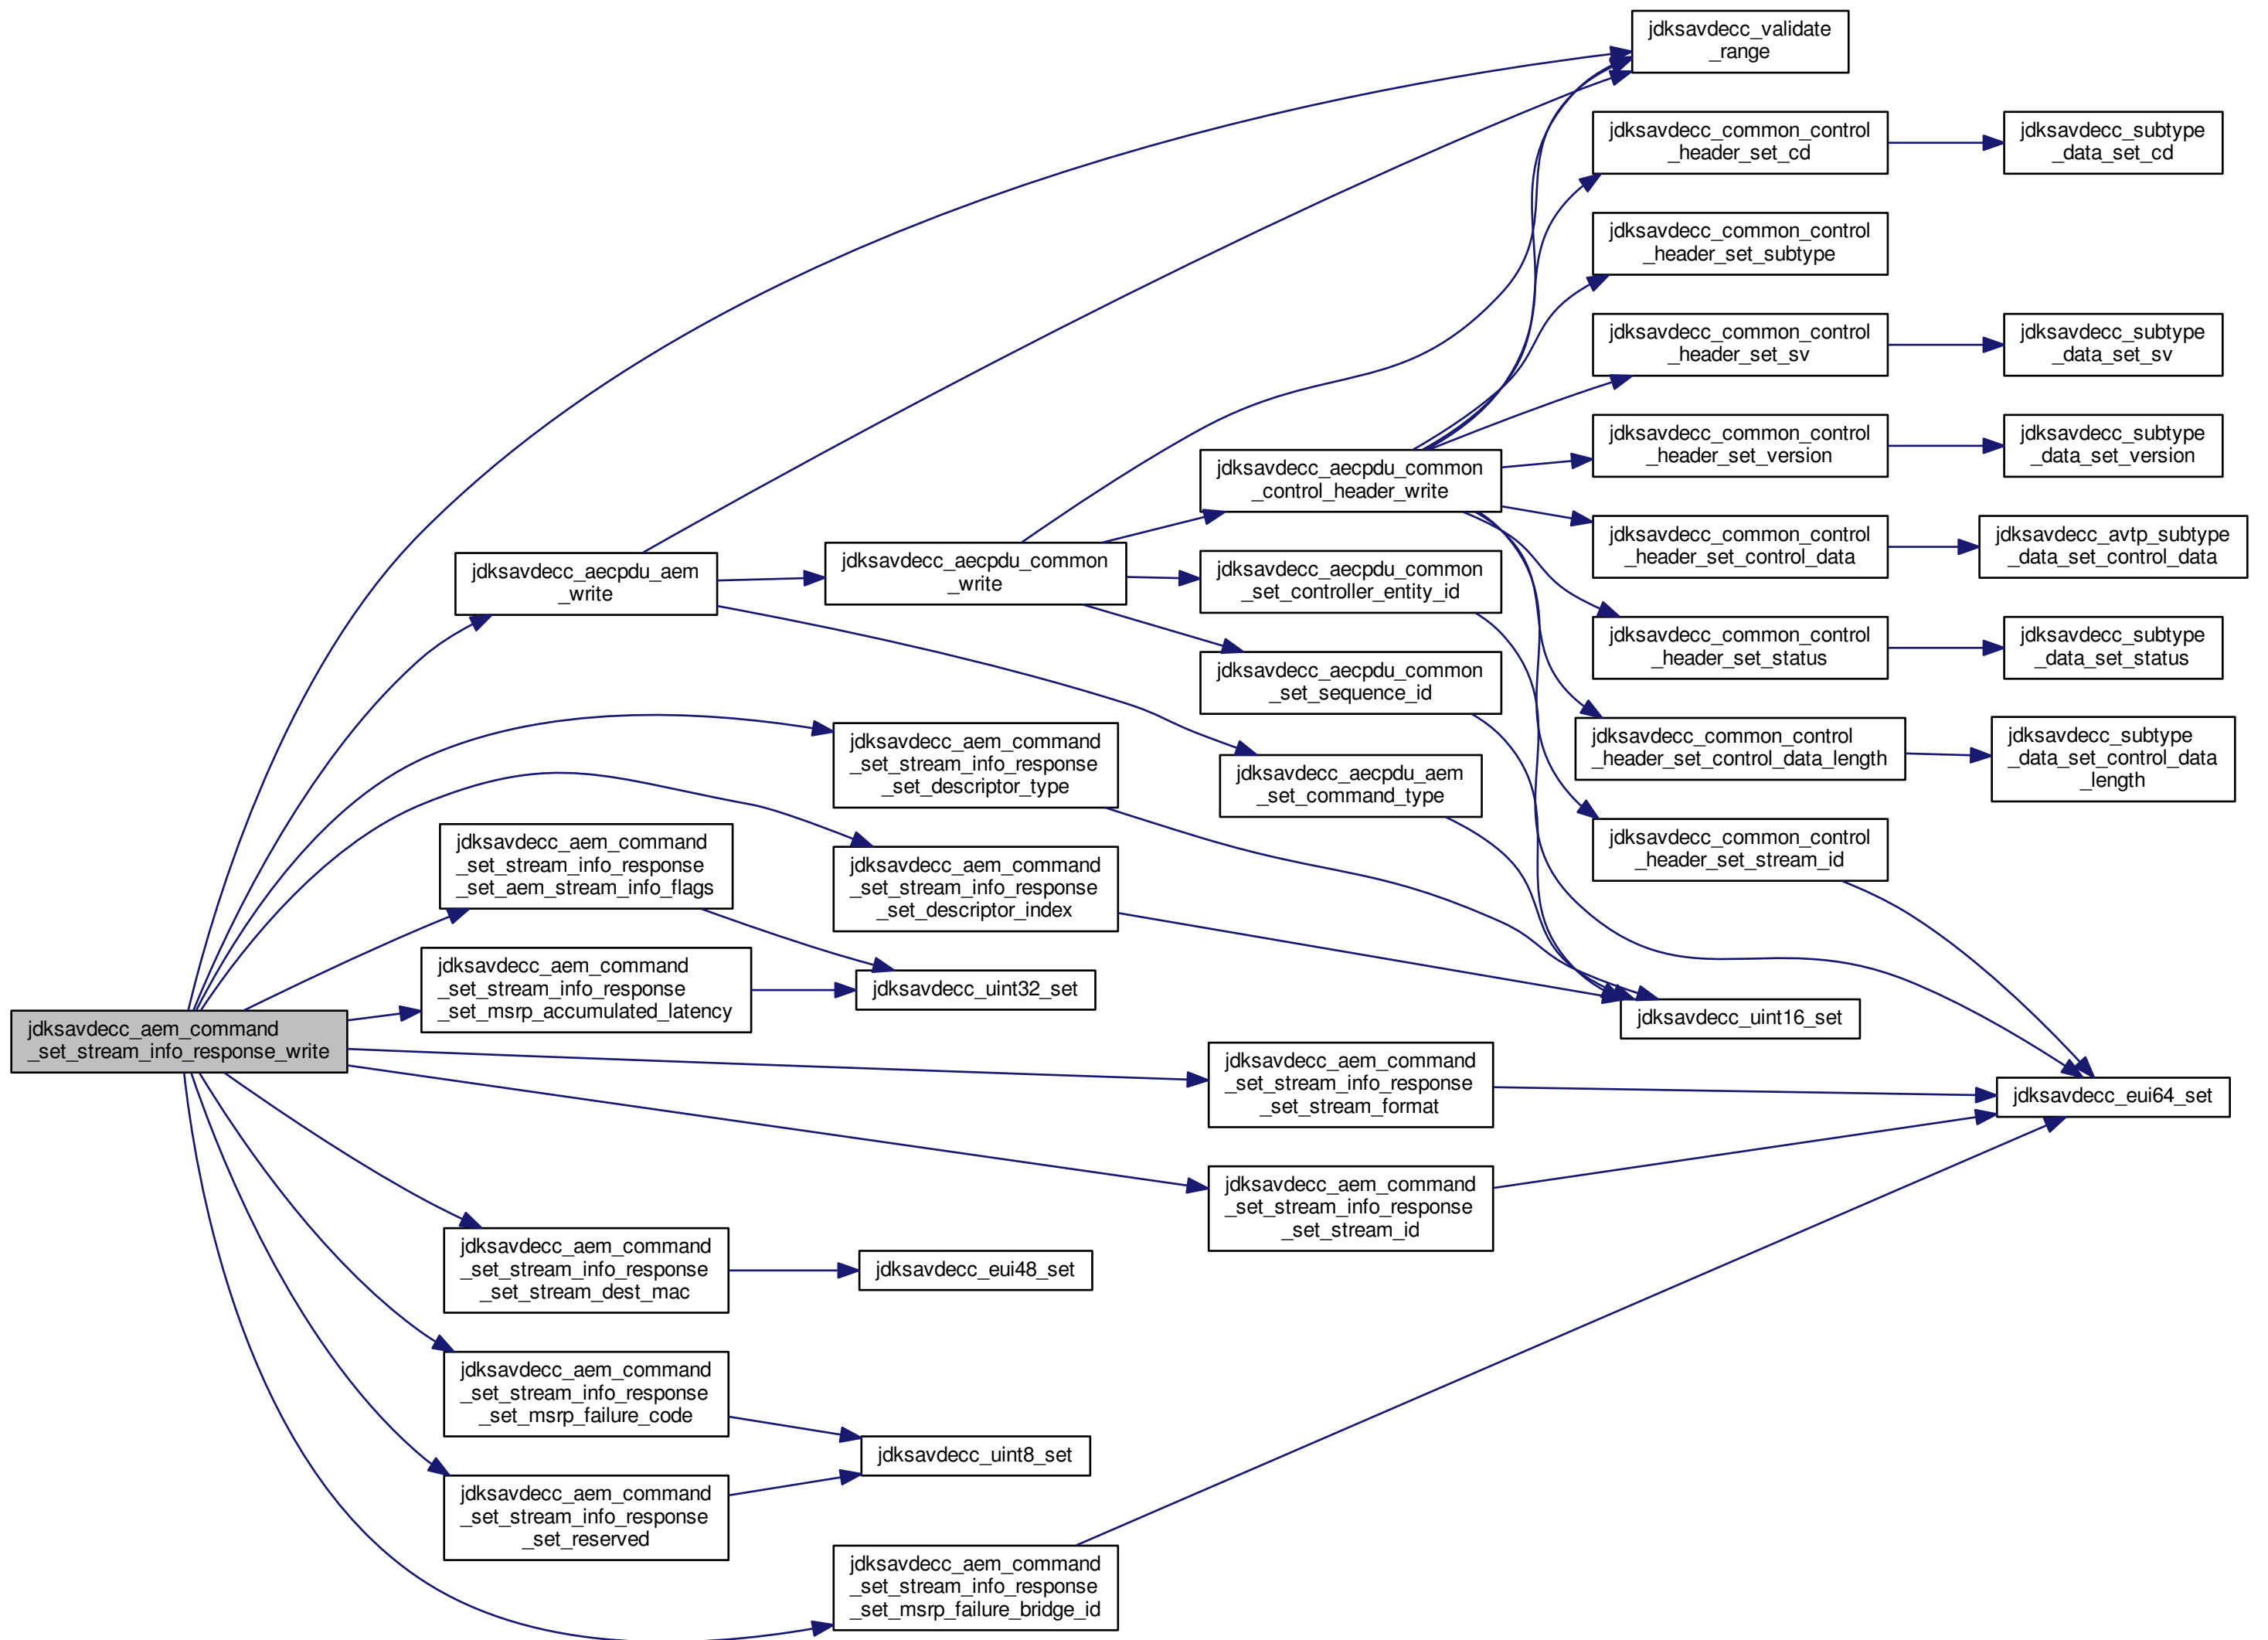 jdksavdecc_validate
_range
jdksavdecc_common_control
_header_set_cd
jdksavdecc_subtype
_data_set_cd
jdksavdecc_common_control
_header_set_subtype
jdksavdecc_common_control
_header_set_sv
jdksavdecc_subtype
_data_set_sv
jdksavdecc_common_control
_header_set_version
jdksavdecc_subtype
_data_set_version
jdksavdecc_aecpdu_common
_control_header_write
jdksavdecc_common_control
_header_set_control_data
jdksavdecc_avtp_subtype
_data_set_control_data
jdksavdecc_aecpdu_aem
_write
jdksavdecc_aecpdu_common
_write
jdksavdecc_aecpdu_common
_set_controller_entity_id
jdksavdecc_common_control
_header_set_status
jdksavdecc_subtype
_data_set_status
jdksavdecc_aecpdu_common
_set_sequence_id
jdksavdecc_common_control
_header_set_control_data_length
jdksavdecc_subtype
_data_set_control_data
_length
jdksavdecc_aem_command
_set_stream_info_response
_set_descriptor_type
jdksavdecc_aecpdu_aem
_set_command_type
jdksavdecc_common_control
_header_set_stream_id
jdksavdecc_aem_command
_set_stream_info_response
_set_aem_stream_info_flags
jdksavdecc_aem_command
_set_stream_info_response
_set_descriptor_index
jdksavdecc_aem_command
_set_stream_info_response
_set_msrp_accumulated_latency
jdksavdecc_uint32_set
jdksavdecc_uint16_set
jdksavdecc_aem_command
_set_stream_info_response_write
jdksavdecc_aem_command
_set_stream_info_response
_set_stream_format
jdksavdecc_eui64_set
jdksavdecc_aem_command
_set_stream_info_response
_set_stream_id
jdksavdecc_aem_command
_set_stream_info_response
_set_stream_dest_mac
jdksavdecc_eui48_set
jdksavdecc_aem_command
_set_stream_info_response
_set_msrp_failure_code
jdksavdecc_uint8_set
jdksavdecc_aem_command
_set_stream_info_response
_set_reserved
jdksavdecc_aem_command
_set_stream_info_response
_set_msrp_failure_bridge_id